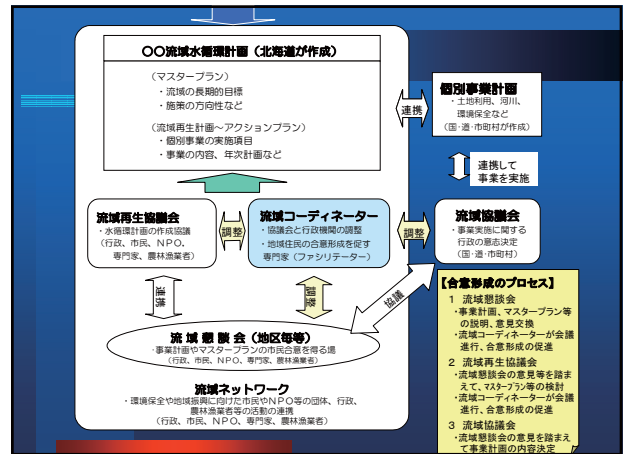 〇〇流域水循環計画（北海道が作成）
（マスタープラン）
・流域の長期的目標
・施策の方向性など
（流域再生計画～アクションプラン）
・個別事業の実施項目
・事業の内容、年次計画など
連携
個別事業計画
・土地利用、河川、
環境保全など
（国・道・市町村が作成）
連携して
事業を実施
流域再生協議会
・水循環計画の作成協議
（行政、市民、ＮＰＯ、
専門家、農林漁業者）
調整
流域コーディネーター
・協議会と行政機関の調整
・地域住民の合意形成を促す
専門家（ファシリテーター）
調整
流域協議会
・事業実施に関する
行政の意志決定
（国・道・市町村）
連携
調整
協議
流域懇談会（地区毎等）
・事業計画やマスタープランの市民合意を得る場
（行政、市民、ＮＰＯ、専門家、農林漁業者）
流域ネットワーク
・環境保全や地域振興に向けた市民やNPO等の団体、行政、
農林漁業者等の活動の連携
（行政、市民、ＮＰＯ、専門家、農林漁業者）
【合意形成のプロセス】
１　流域懇談会
・事業計画、マスタープラン等
の説明、意見交換
・流域コーディネーターが会議
進行、合意形成の促進
２　流域再生協議会
・流域懇談会の意見等を踏ま
えて、マスタープラン等の検討
・流域コーディネーターが会議
進行、合意形成の促進
３　流域協議会
・流域懇談会の意見を踏まえ
て事業計画の内容決定